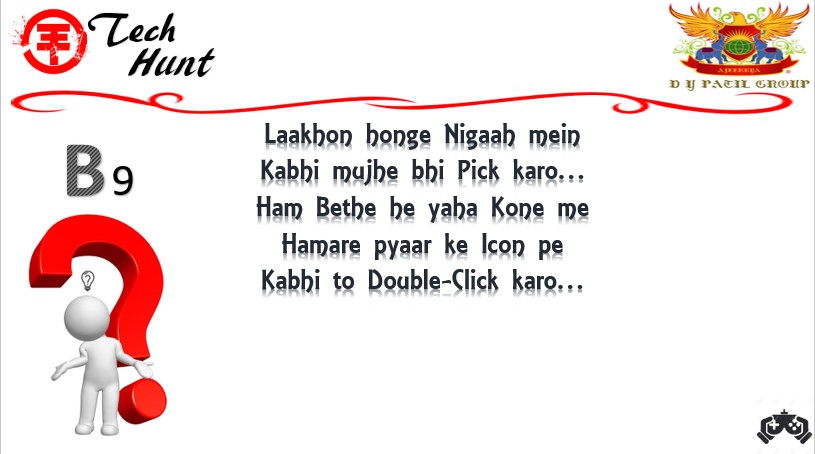 Tech
Hunt
AJEENKYA
D Y PATIL GROUP
B9
Laakhon honge Nigaah mein
Kabhi mujhe bhi Pick karo...
Ham Bethe he yaha Kone me
Hamare pyaar ke Icon pe
Kabhi to Double-Click karo...